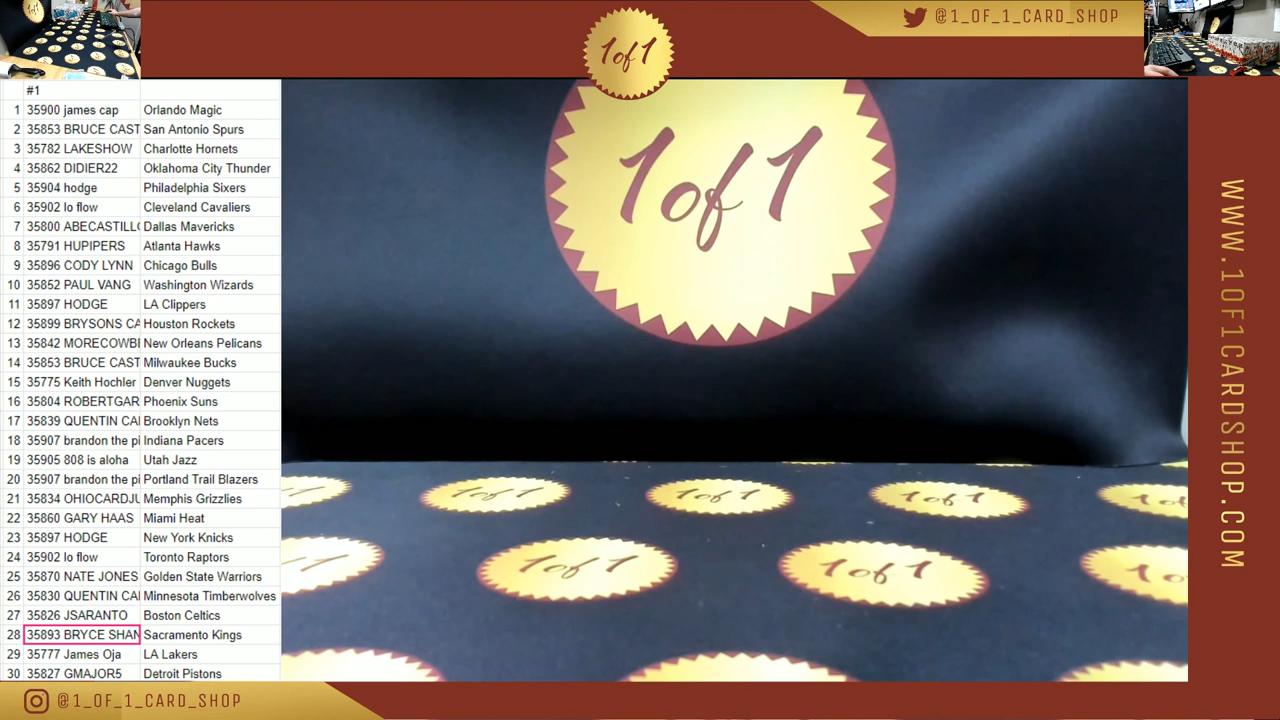 @1_OF_1_CARD_SHOP
1of1
#1
1 35900 james cap Orlando Magic
2 35853 BRUCE CAST San Antonio Spurs
3 35782 LAKESHOW Charlotte Hornets
4 35862 DIDIER22 Oklahoma City Thunder
5 35904 hodge Philadelphia Sixers
6 35902 lo flow Cleveland Cavaliers
7 35800 ABECASTILLO Dallas Mavericks
8 35791 HUPIPERS Atlanta Hawks
9 35896 CODY LYNN Chicago Bulls
10 35852 PAUL VANG Washington Wizards
11 35897 HODGE LA Clippers
12 35899 BRYSONS CA Houston Rockets
13 35842 MORECOWBE New Orleans Pelicans
14 35853 BRUCE CAST Milwaukee Bucks
15 35775 Keith Hochler Denver Nuggets
16 35804 ROBERTGAR Phoenix Suns
17 35839 QUENTIN CA Brooklyn Nets
18 35907 brandon the pi Indiana Pacers
19 35905 808 is aloha Utah Jazz
20 35907 brandon the pi Portland Trail Blazers
21 35834 OHIOCARDJU Memphis Grizzlies
22 35860 GARY HAAS Miami Heat
23 35897 HODGE New York Knicks
24 35902 lo flow Toronto Raptors
25 35870 NATE JONES Golden State Warriors
26 35830 QUENTIN CA Minnesota Timberwolves
27 35826 JSARANTO Boston Celtics
28 35893 BRYCE SHAN Sacramento Kings
29 35777 James Oja LA Lakers
30 35827 GMAJOR5 Detroit Pistons
1of1
1of1
1of1
1of1
1of1
1of1
WWW.1OF1CARDSHOP.COM
@1_OF_1_CARD_SHOP